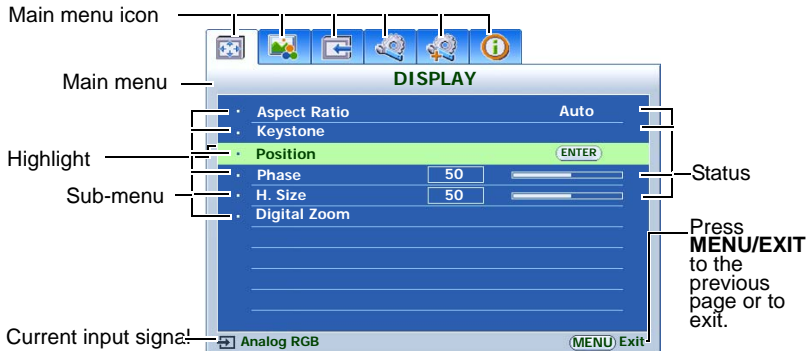 Main menu icon
Main menu
DISPLAY
Aspect Ratio Auto
Keystone
Highlight
Position ENTER
Phase 50
Status
Sub-menu
H. Size 50
Digital Zoom
Press
MENU/EXIT
to the
previous
page or to
exit.
Current input signal
Analog RGB
MENU Exit